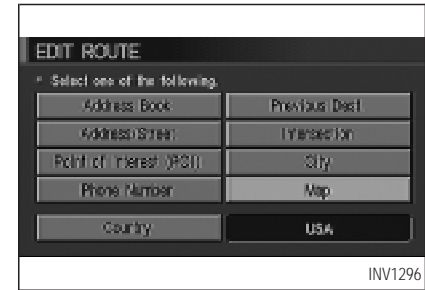 EDIT ROUTE
Select one of the following.
Address Book
Previous Dest
Address/Street
Intersection
Point of Interest (POI)
City
Phone Number
Map
Country
USA
INV1296